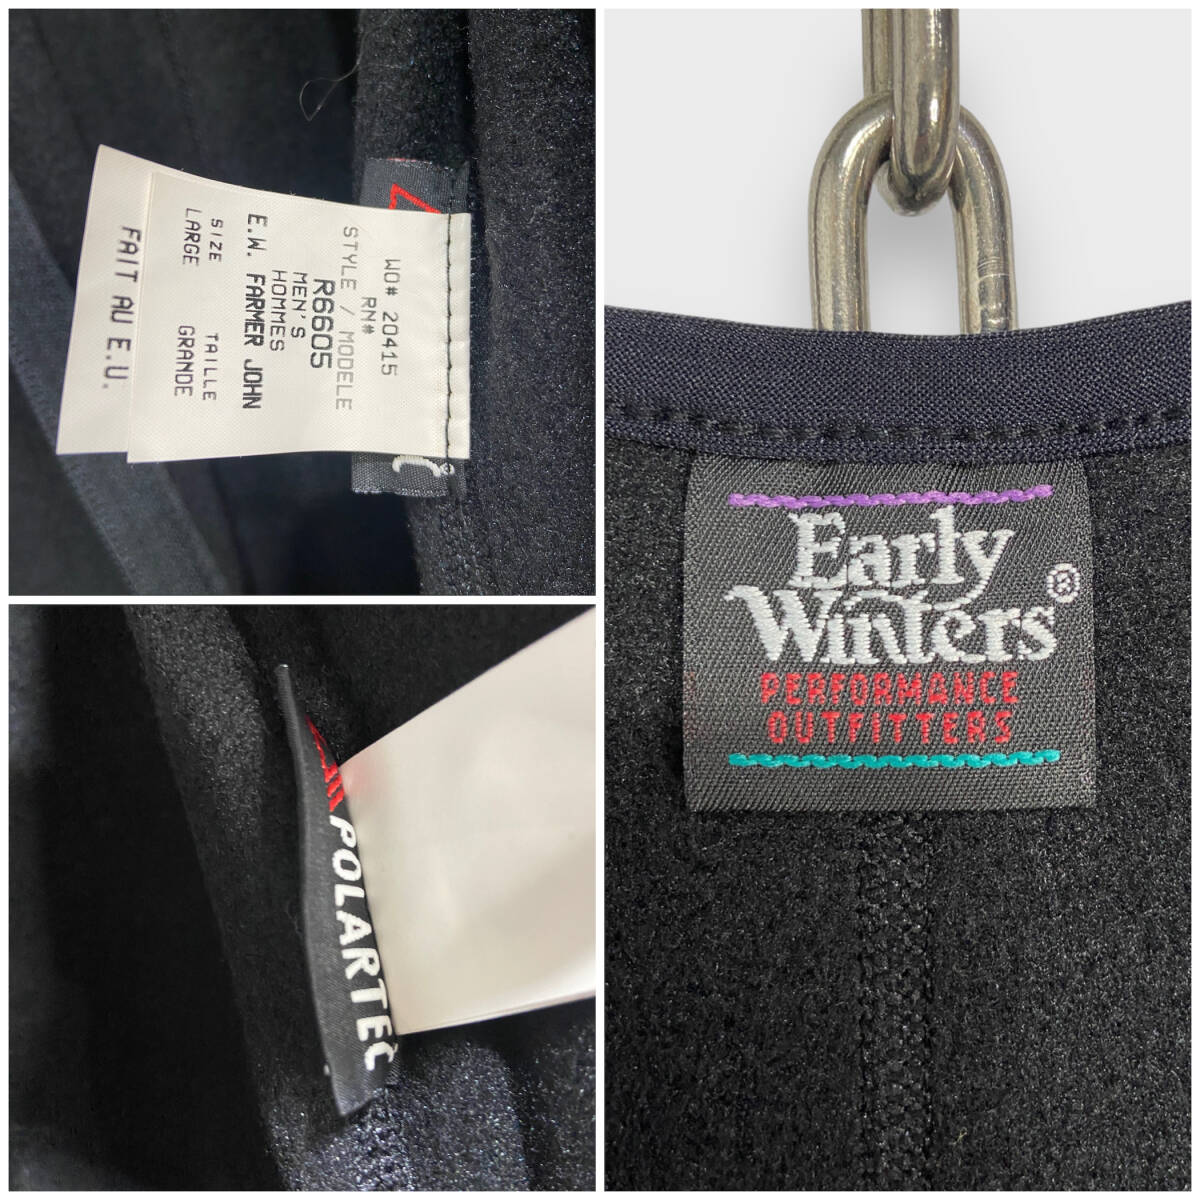 WO# 20415
RN#
STYLE / MODELE
R6605
MEN'S
HOMMES
E.W. FARMER JOHN
SIZE TAILLE
LARGE GRANDE
FAIT AU E.U.
C®
POLARTEC
Early
Winters®
PERFORMANCE
OUTFITTERS